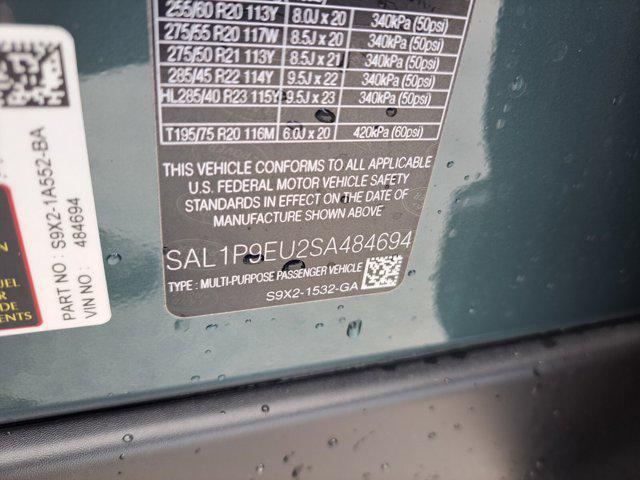 255/60 R20 113Y 8.0J x 20 340kPa (50psi)
275/55 R20 117W 8.5J x 20 340kPa (50psi)
275/50 R21 113Y 8.5J x 21 340kPa (50psi)
285/45 R22 114Y 9.5J x 22 340kPa (50psi)
HL285/40 R23 115Y 9.5J x 23 340kPa (50psi)
T195/75 R20 116M 6.0J x 20 420kPa (60psi)
THIS VEHICLE CONFORMS TO ALL APPLICABLE
U.S. FEDERAL MOTOR VEHICLE SAFETY
STANDARDS IN EFFECT ON THE DATE OF
MANUFACTURE SHOWN ABOVE
SAL1P9EU2SA484694
TYPE : MULTI-PURPOSE PASSENGER VEHICLE
S9X2-1532-GA
PART NO : S9X2-1A552-BA
VIN NO : 484694